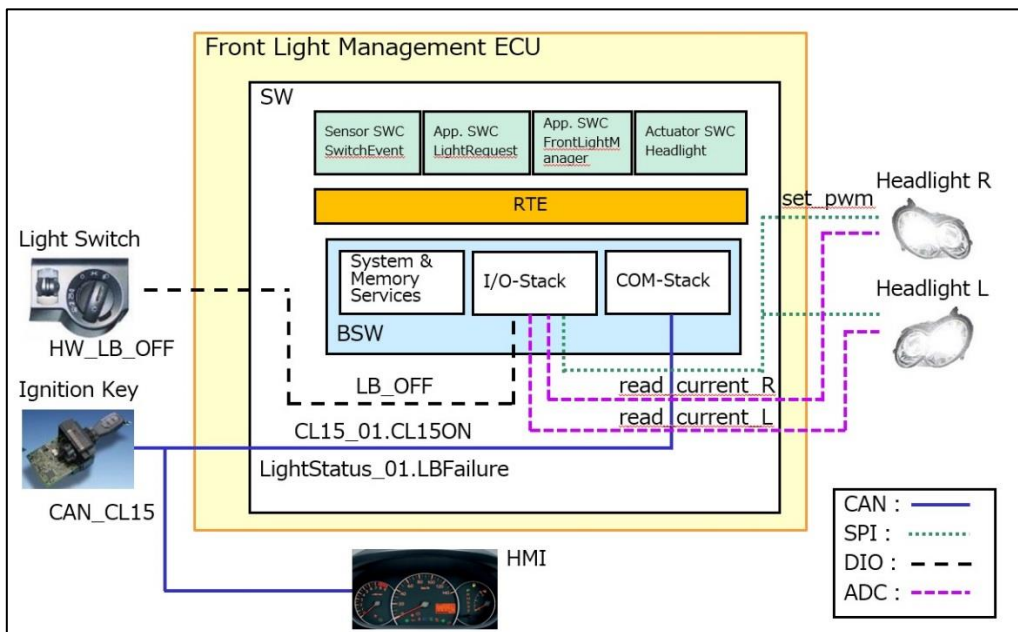 Front Light Management ECU
SW
Sensor SWC
SwitchEvent
App. SWC
LightRequest
App. SWC
FrontLightM
anager
Actuator SWC
Headlight
RTE
System &
Memory
Services
I/O-Stack
COM-Stack
BSW
Light Switch
HW_LB_OFF
LB_OFF
Ignition Key
CL15_01.CL15ON
LightStatus_01.LBFailure
CAN_CL15
HMI
set_pwm
Headlight R
Headlight L
read_current_R
read_current_L
CAN :
SPI :
DIO :
ADC :